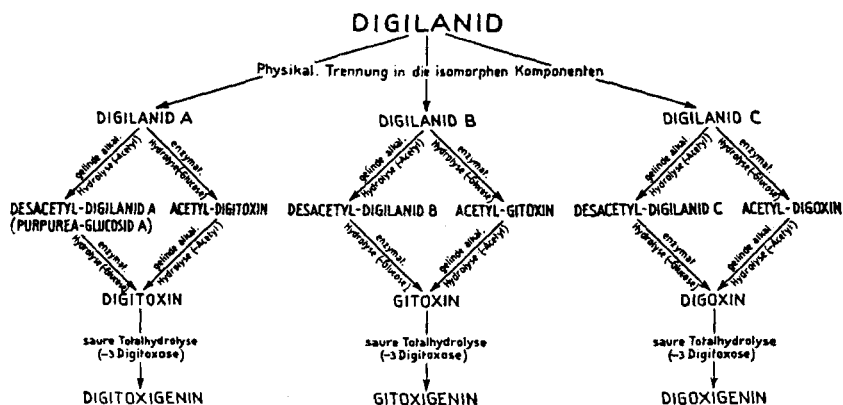 DIGILANID
Physikal. Trennung in die isomorphen Komponenten
DIGILANID A
DIGILANID B
DIGILANID C
gelinde alkal.
Hydrolyse (-Acetyl)
enzymat.
Hydrolyse (-Glucose)
gelinde alkal.
Hydrolyse (-Acetyl)
enzymat.
Hydrolyse (-Glucose)
gelinde alkal.
Hydrolyse (-Acetyl)
enzymat.
Hydrolyse (-Glucose)
DESACETYL-DIGILANID A
(PURPUREA-GLUCOSID A)
ACETYL-DIGITOXIN
DESACETYL-DIGILANID B
ACETYL-GITOXIN
DESACETYL-DIGILANID C
ACETYL-DIGOXIN
enzymat.
Hydrolyse (-Glucose)
gelinde alkal.
Hydrolyse (-Acetyl)
enzymat.
Hydrolyse (-Glucose)
gelinde alkal.
Hydrolyse (-Acetyl)
enzymat.
Hydrolyse (-Glucose)
gelinde alkal.
Hydrolyse (-Acetyl)
DIGITOXIN
GITOXIN
DIGOXIN
saure Totalhydrolyse
(-3 Digitoxose)
saure Totalhydrolyse
(-3 Digitoxose)
saure Totalhydrolyse
(-3 Digitoxose)
DIGITOXIGENIN
GITOXIGENIN
DIGOXIGENIN